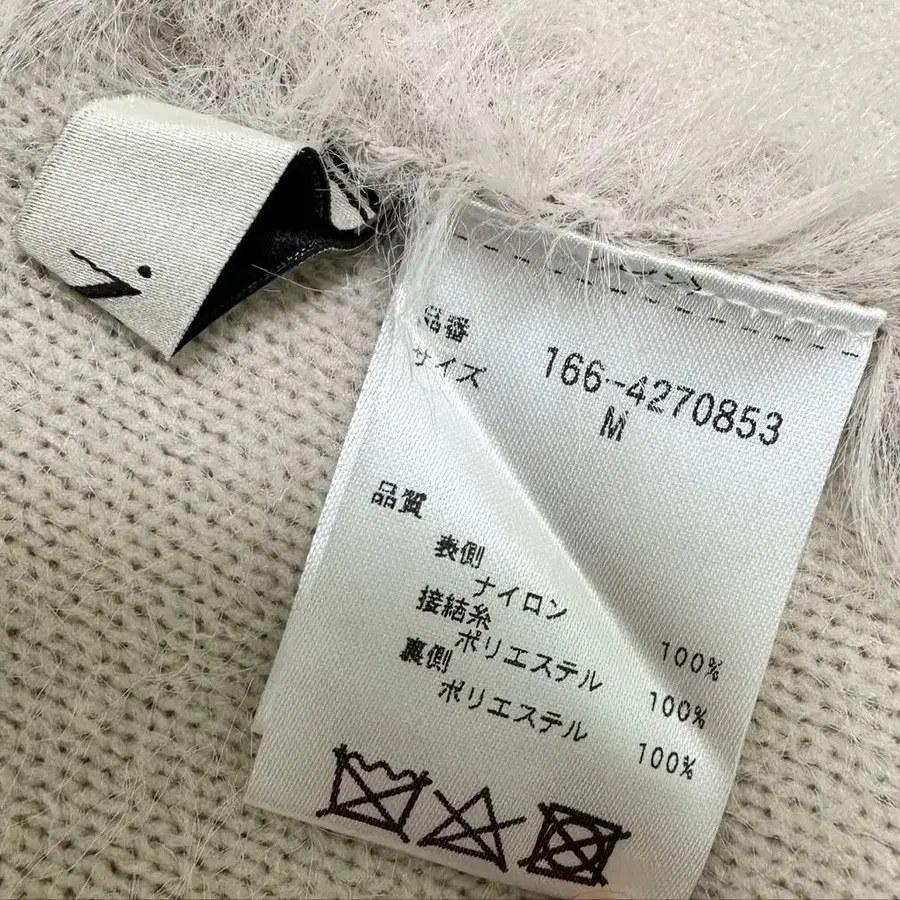 品番 166-4270853
サイズ M
品質
表側
ナイロン 100%
接結糸
ポリエステル 100%
裏側
ポリエステル 100%